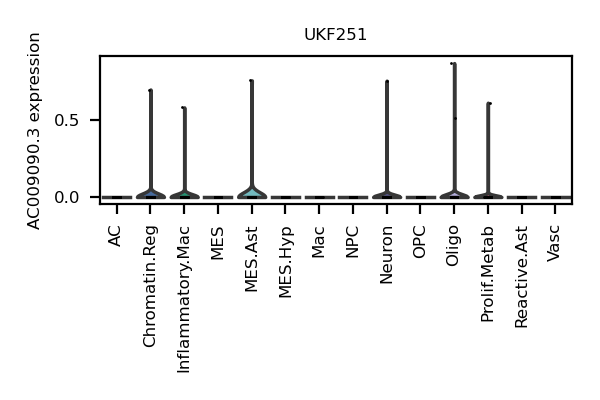 UKF251
AC009090.3 expression
0.5
0.0
AC
Chromatin.Reg
Inflammatory.Mac
MES
MES.Ast
MES.Hyp
Mac
NPC
Neuron
OPC
Oligo
Prolif.Metab
Reactive.Ast
Vasc